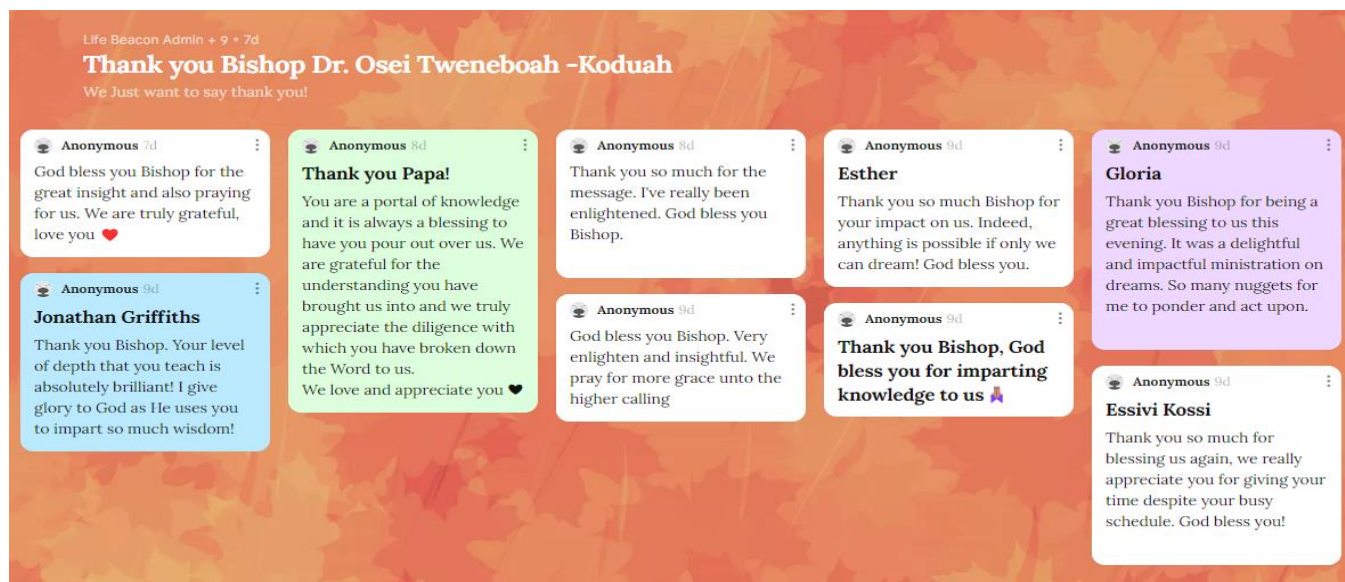 Life Beacon Admin + 9 • 7d
Thank you Bishop Dr. Osei Tweneboah -Koduah
We Just want to say thank you!
Anonymous 7d
God bless you Bishop for the
great insight and also praying
for us. We are truly grateful,
love you ❤️
Anonymous 9d
Jonathan Griffiths
Thank you Bishop. Your level
of depth that you teach is
absolutely brilliant! I give
glory to God as He uses you
to impart so much wisdom!
Anonymous 8d
Thank you Papa!
You are a portal of knowledge
and it is always a blessing to
have you pour out over us. We
are grateful for the
understanding you have
brought us into and we truly
appreciate the diligence with
which you have broken down
the Word to us.
We love and appreciate you 🖤
Anonymous 8d
Thank you so much for the
message. I've really been
enlightened. God bless you
Bishop.
Anonymous 9d
God bless you Bishop. Very
enlighten and insightful. We
pray for more grace unto the
higher calling
Anonymous 9d
Esther
Thank you so much Bishop for
your impact on us. Indeed,
anything is possible if only we
can dream! God bless you.
Anonymous 9d
Thank you Bishop, God
bless you for imparting
knowledge to us 🙏🏽
Anonymous 9d
Gloria
Thank you Bishop for being a
great blessing to us this
evening. It was a delightful
and impactful ministration on
dreams. So many nuggets for
me to ponder and act upon.
Anonymous 9d
Essivi Kossi
Thank you so much for
blessing us again, we really
appreciate you for giving your
time despite your busy
schedule. God bless you!